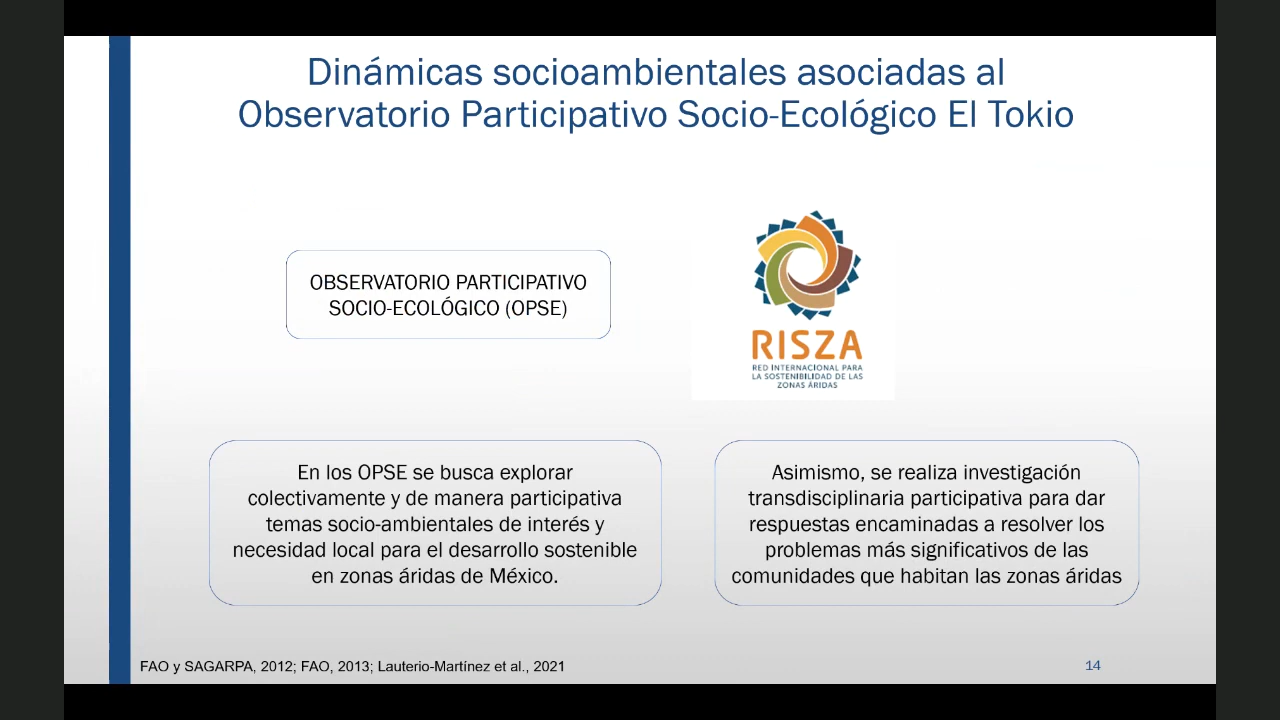 Dinámicas socioambientales asociadas al
Observatorio Participativo Socio-Ecológico El Tokio
OBSERVATORIO PARTICIPATIVO
SOCIO-ECOLÓGICO (OPSE)
RISZA
RED INTERNACIONAL PARA
LA SOSTENIBILIDAD DE LAS
ZONAS ÁRIDAS
En los OPSE se busca explorar
colectivamente y de manera participativa
temas socio-ambientales de interés y
necesidad local para el desarrollo sostenible
en zonas áridas de México.
Asimismo, se realiza investigación
transdisciplinaria participativa para dar
respuestas encaminadas a resolver los
problemas más significativos de las
comunidades que habitan las zonas áridas
FAO y SAGARPA, 2012; FAO, 2013; Lauterio-Martínez et al., 2021
14